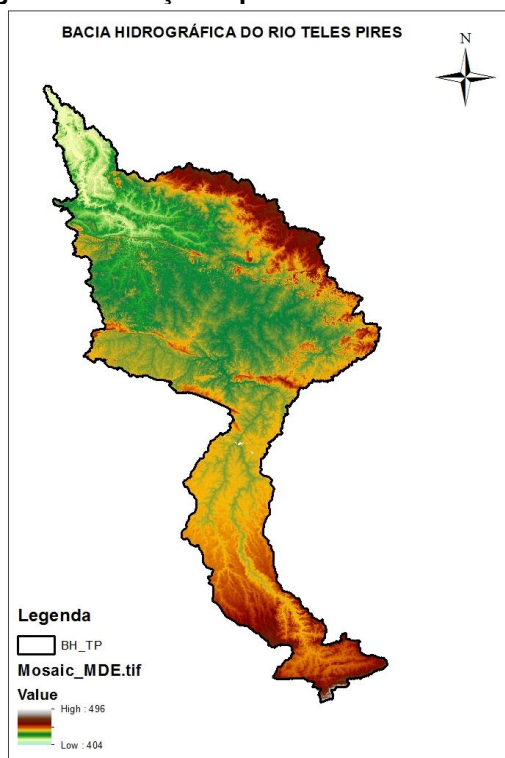 BACIA HIDROGRÁFICA DO RIO TELES PIRES
N
Legenda
BH_TP
Mosaic_MDE.tif
Value
High : 496
Low : 404